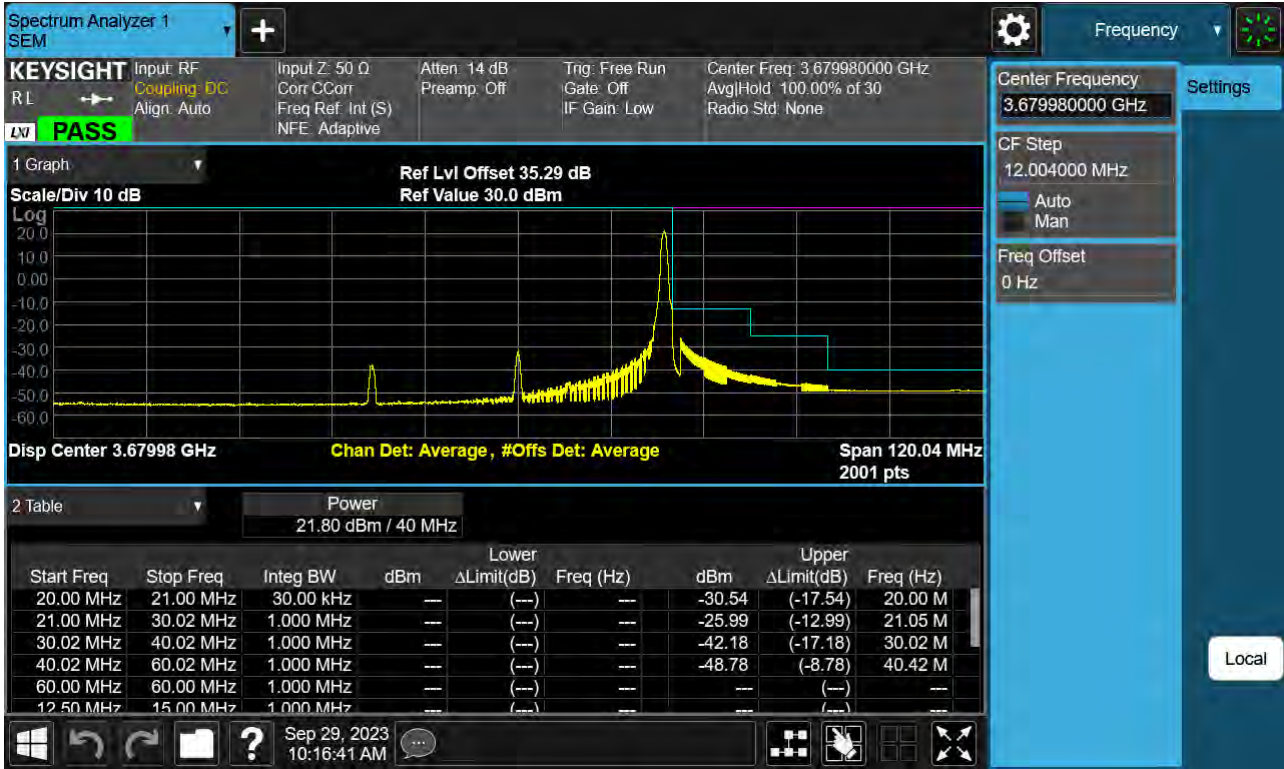 Spectrum Analyzer 1
SEM
+
Frequency
KEYSIGHT
RL
LXI
PASS
Input: RF
Coupling: DC
Align: Auto
Input Z: 50 Ω
Corr CCorr
Freq Ref: Int (S)
NFE: Adaptive
Atten: 14 dB
Preamp: Off
Trig: Free Run
Gate: Off
IF Gain: Low
Center Freq: 3.679980000 GHz
Avg|Hold: 100.00% of 30
Radio Std: None
Center Frequency
3.679980000 GHz
Settings
CF Step
12.004000 MHz
Auto
Man
Freq Offset
0 Hz
Local
1 Graph
Scale/Div 10 dB
Ref Lvl Offset 35.29 dB
Ref Value 30.0 dBm
Log
20.0
10.0
0.00
-10.0
-20.0
-30.0
-40.0
-50.0
-60.0
Disp Center 3.67998 GHz
Chan Det: Average, #Offs Det: Average
Span 120.04 MHz
2001 pts
2 Table
Power
21.80 dBm / 40 MHz
Lower Upper
Start Freq Stop Freq Integ BW dBm ΔLimit(dB) Freq (Hz) dBm ΔLimit(dB) Freq (Hz)
20.00 MHz 21.00 MHz 30.00 kHz --- (---) --- -30.54 (-17.54) 20.00 M
21.00 MHz 30.02 MHz 1.000 MHz --- (---) --- -25.99 (-12.99) 21.05 M
30.02 MHz 40.02 MHz 1.000 MHz --- (---) --- -42.18 (-17.18) 30.02 M
40.02 MHz 60.02 MHz 1.000 MHz --- (---) --- -48.78 (-8.78) 40.42 M
60.00 MHz 60.00 MHz 1.000 MHz --- (---) --- --- (---) ---
12.50 MHz 15.00 MHz 1.000 MHz --- (---) --- --- (---) ---
?
Sep 29, 2023
10:16:41 AM